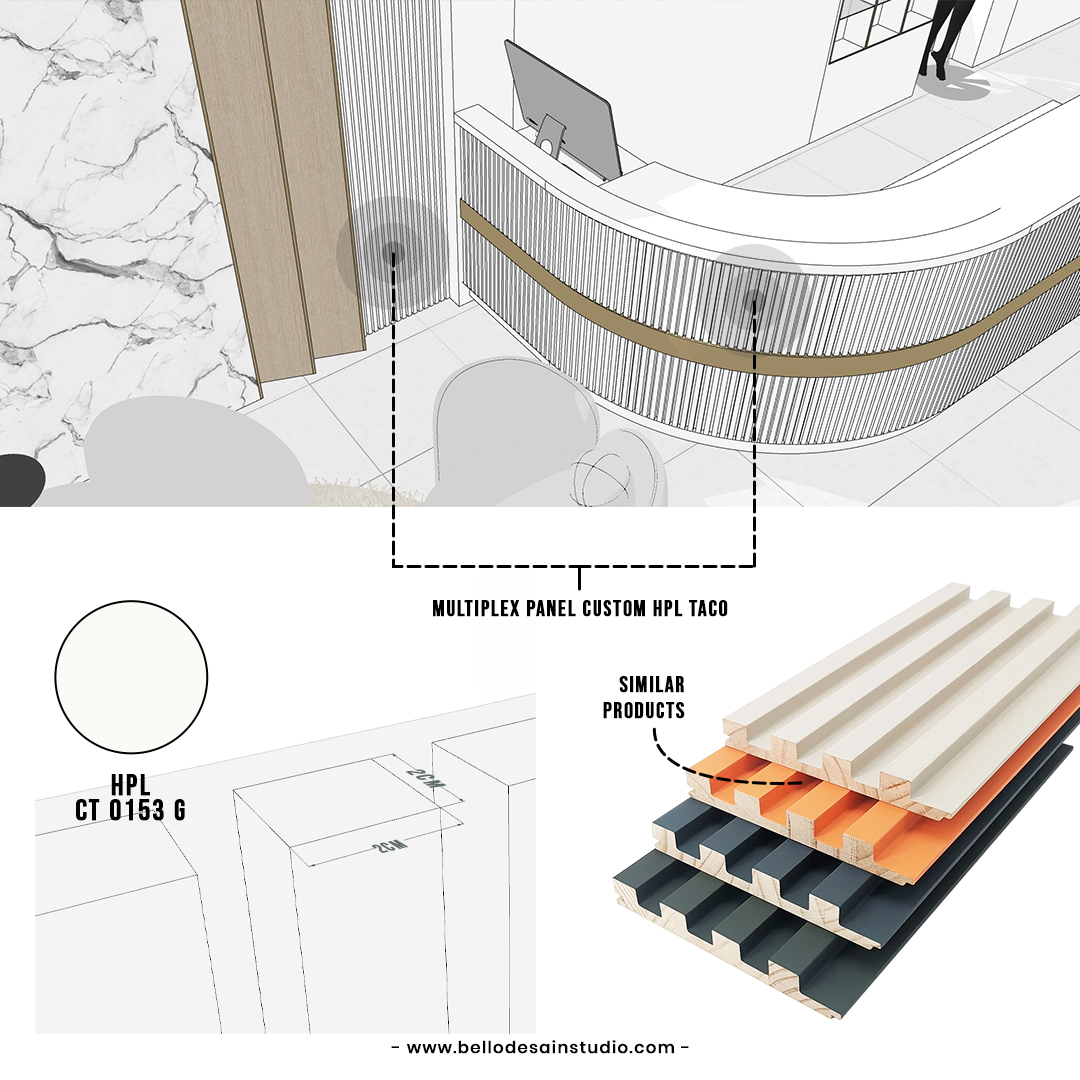 MULTIPLEX PANEL CUSTOM HPL TACO
SIMILAR
PRODUCTS
HPL
CT 0153 G
2CM
2CM
- www.bellodesainstudio.com -